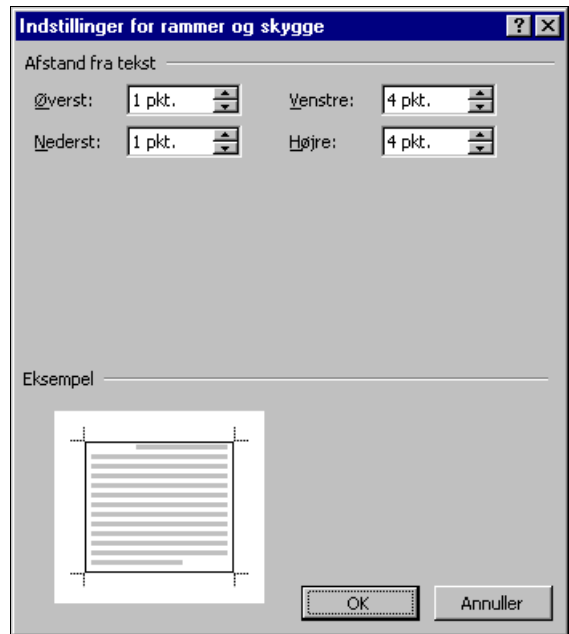 Indstillinger for rammer og skygge
Afstand fra tekst
Øverst: 1 pkt. Venstre: 4 pkt.
Nederst: 1 pkt. Højre: 4 pkt.
Eksempel
OK Annuller